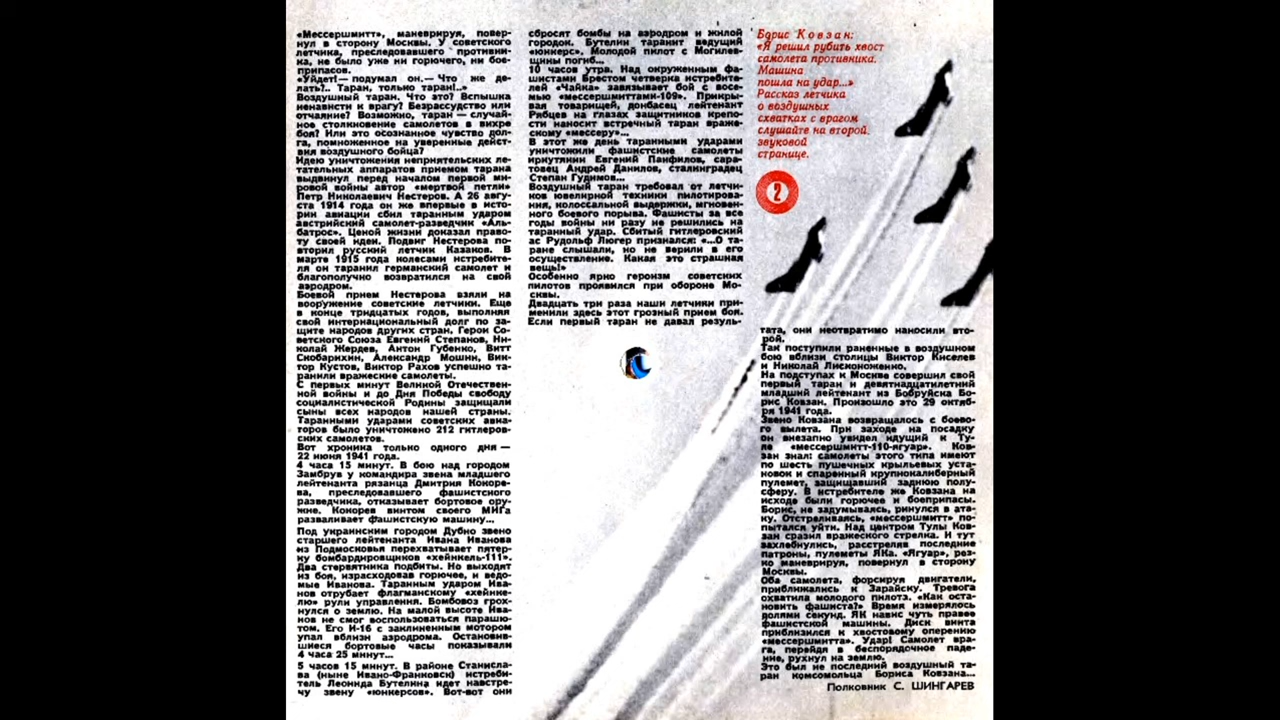 «Мессершмитт», маневрируя, повер-
нул в сторону Москвы. У советского
летчика, преследовавшего противни-
ка, не было уже ни горючего, ни бое-
припасов.
«Уйдет!— подумал он.— Что же де-
лать?.. Таран, только таран!..»
Воздушный таран. Что это? Вспышка
ненависти к врагу? Безрассудство или
отчаяние? Возможно, таран — случай-
ное столкновение самолетов в вихре
боя? Или это осознанное чувство дол-
га, помноженное на уверенные дейст-
вия воздушного бойца?
Идею уничтожения неприятельских ле-
тательных аппаратов приемом тарана
выдвинул перед началом первой ми-
ровой войны автор «мертвой петли»
Петр Николаевич Нестеров. А 26 авгу-
ста 1914 года он же впервые в исто-
рии авиации сбил таранным ударом
австрийский самолет-разведчик «Аль-
батрос». Ценой жизни доказал право-
ту своей идеи. Подвиг Нестерова по-
вторил русский летчик Казаков. В
марте 1915 года колесами истребите-
ля он таранил германский самолет и
благополучно возвратился на свой
аэродром.
Боевой прием Нестерова взяли на
вооружение советские летчики. Еще
в конце тридцатых годов, выполняя
свой интернациональный долг по за-
щите народов других стран, Герои Со-
ветского Союза Евгений Степанов, Ни-
колай Жердев, Антон Губенко, Витт
Скобарихин, Александр Мошин, Вик-
тор Кустов, Виктор Рахов успешно та-
ранили вражеские самолеты.
С первых минут Великой Отечествен-
ной войны и до Дня Победы свободу
социалистической Родины защищали
сыны всех народов нашей страны.
Таранными ударами советских авиа-
торов было уничтожено 212 гитлеров-
ских самолетов.
Вот хроника только одного дня —
22 июня 1941 года.
4 часа 15 минут. В бою над городом
Замбрув у командира звена младшего
лейтенанта рязанца Дмитрия Кокоре-
ва, преследовавшего фашистского
разведчика, отказывает бортовое ору-
жие. Кокорев винтом своего МИГа
разваливает фашистскую машину...
Под украинским городом Дубно звено
старшего лейтенанта Ивана Иванова
из Подмосковья перехватывает пятер-
ку бомбардировщиков «хейнкель-111».
Два стервятника подбиты. Но выходят
из боя, израсходовав горючее, и ведо-
мые Иванова. Таранным ударом Ива-
нов отрубает флагманскому «хейнке-
лю» рули управления. Бомбовоз грох-
нулся о землю. На малой высоте Ива-
нов не смог воспользоваться парашю-
том. Его И-16 с заклиненным мотором
упал вблизи аэродрома. Остановив-
шиеся бортовые часы показывали
4 часа 25 минут...
5 часов 15 минут. В районе Станисла-
ва (ныне Ивано-Франковск) истреби-
тель Леонида Бутелина идет навстре-
чу звену «юнкерсов». Вот-вот они
сбросят бомбы на аэродром и жилой
городок. Бутелин таранит ведущий
«юнкерс». Молодой пилот с Могилев-
щины погиб...
10 часов утра. Над окруженным фа-
шистами Брестом четверка истребите-
лей «Чайка» завязывает бой с восе-
мью «мессершмиттами-109». Прикры-
вая товарищей, донбасец лейтенант
Рябцев на глазах защитников крепо-
сти наносит встречный таран враже-
скому «мессеру»...
В этот же день таранными ударами
уничтожили фашистские самолеты
иркутянин Евгений Панфилов, сара-
товец Андрей Данилов, сталинградец
Степан Гудимов...
Воздушный таран требовал от летчи-
ков ювелирной техники пилотирова-
ния, колоссальной выдержки, мгновен-
ного боевого порыва. Фашисты за все
годы войны ни разу не решились на
таранный удар. Сбитый гитлеровский
ас Рудольф Люгер признался: «...О та-
ране слышали, но не верили в его
осуществление. Какая это страшная
вещь!»
Особенно ярко героизм советских
пилотов проявился при обороне Мо-
сквы.
Двадцать три раза наши летчики при-
менили здесь этот грозный прием боя.
Если первый таран не давал резуль-
Борис Ковзан:
«Я решил рубить хвост
самолета противника.
Машина
пошла на удар...»
Рассказ летчика
о воздушных
схватках с врагом
слушайте на второй
звуковой
странице.
2
тата, они неотвратимо наносили вто-
рой.
Так поступили раненные в воздушном
бою вблизи столицы Виктор Киселев
и Николай Лисконоженко.
На подступах к Москве совершил свой
первый таран и девятнадцатилетний
младший лейтенант из Бобруйска Бо-
рис Ковзан. Произошло это 29 октяб-
ря 1941 года.
Звено Ковзана возвращалось с боево-
го вылета. При заходе на посадку
он внезапно увидел идущий к Ту-
ле «мессершмитт-110-ягуар». Ков-
зан знал: самолеты этого типа имеют
по шесть пушечных крыльевых уста-
новок и спаренный крупнокалиберный
пулемет, защищавший заднюю полу-
сферу. В истребителе же Ковзана на
исходе были горючее и боеприпасы.
Борис, не задумываясь, ринулся в ата-
ку. Отстреливаясь, «мессершмитт» по-
пытался уйти. Над центром Тулы Ков-
зан сразил вражеского стрелка. И тут
захлебнулись, расстреляв последние
патроны, пулеметы ЯКа. «Ягуар», рез-
ко маневрируя, повернул в сторону
Москвы.
Оба самолета, форсируя двигатели,
приближались к Зарайску. Тревога
охватила молодого пилота. «Как оста-
новить фашиста?» Время измерялось
долями секунд. ЯК навис чуть правее
фашистской машины. Диск винта
приблизился к хвостовому оперению
«мессершмитта». Удар! Самолет вра-
га, перейдя в беспорядочное паде-
ние, рухнул на землю.
Это был не последний воздушный та-
ран комсомольца Бориса Ковзана...
Полковник С. ШИНГАРЕВ